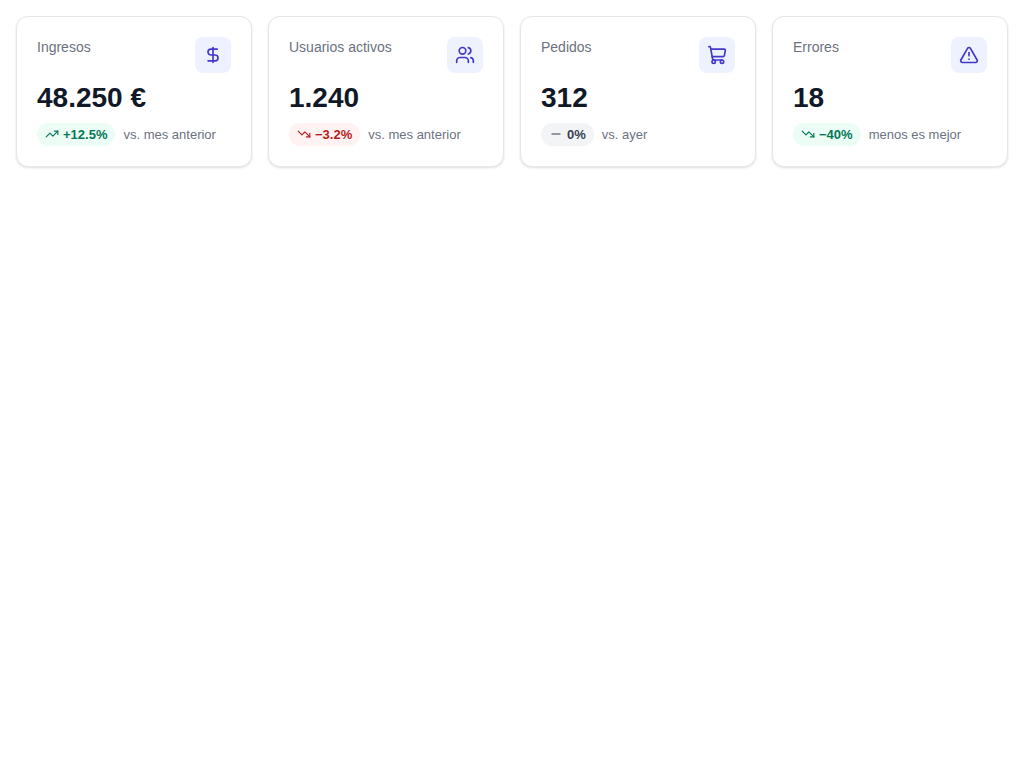 Ingresos
48.250 €
+12.5% vs. mes anterior
Usuarios activos
1.240
−3.2% vs. mes anterior
Pedidos
312
0% vs. ayer
Errores
18
−40% menos es mejor